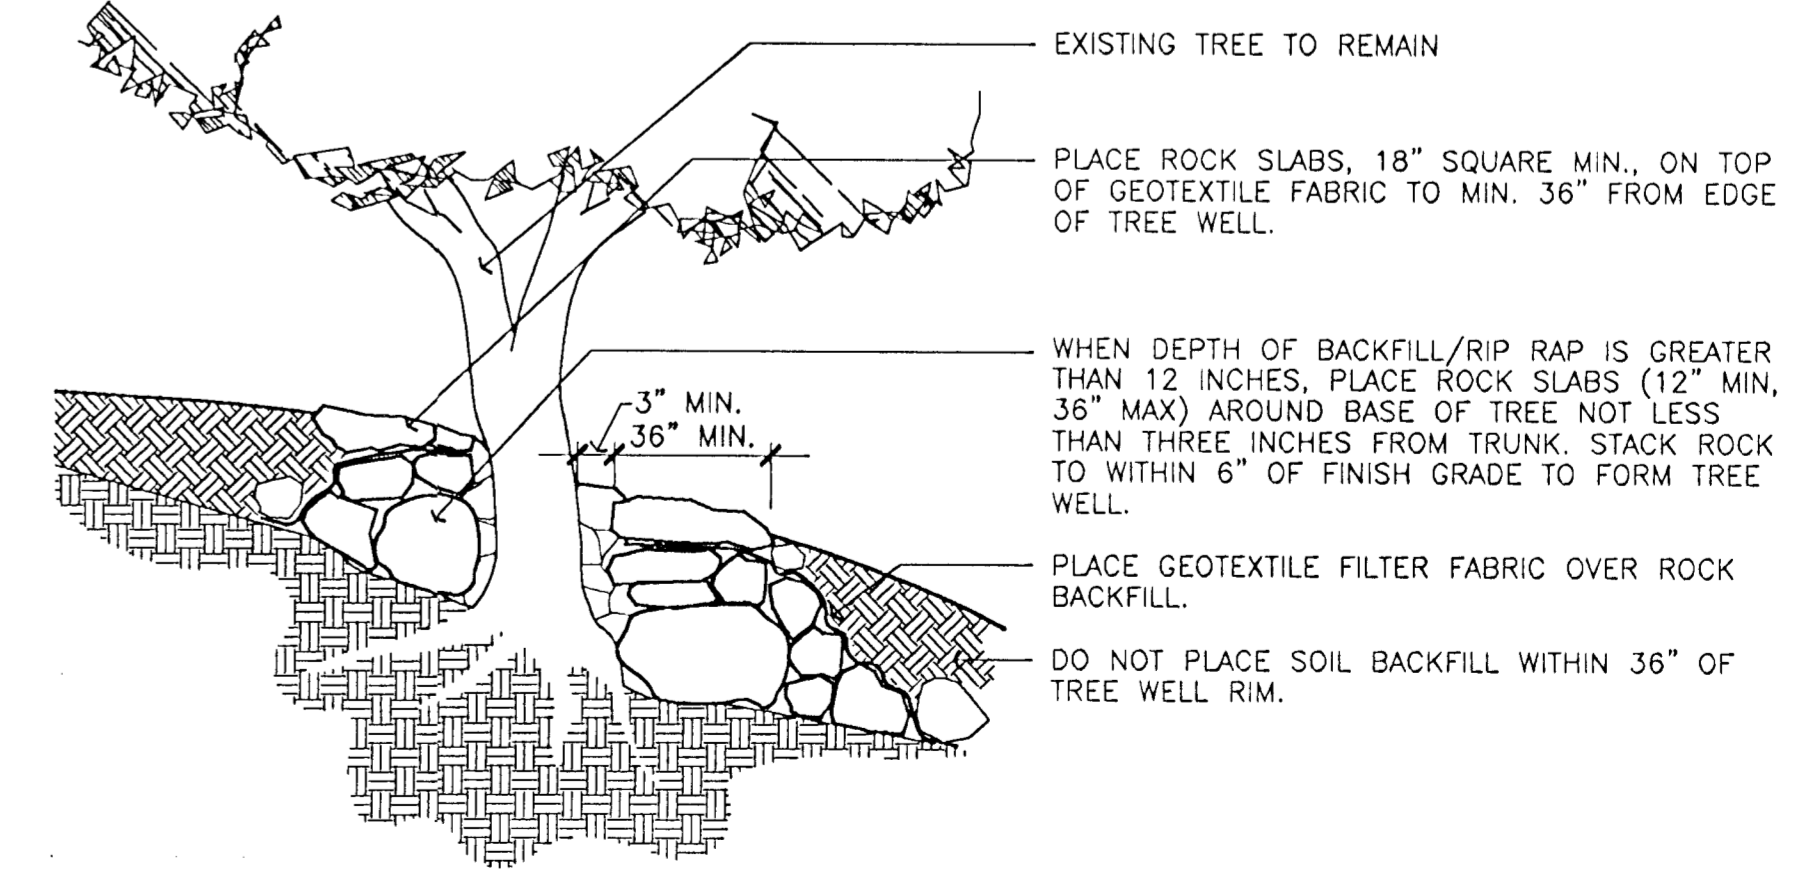 EXISTING TREE TO REMAIN
PLACE ROCK SLABS, 18" SQUARE MIN., ON TOP
OF GEOTEXTILE FABRIC TO MIN. 36" FROM EDGE
OF TREE WELL.
WHEN DEPTH OF BACKFILL/RIP RAP IS GREATER
THAN 12 INCHES, PLACE ROCK SLABS (12" MIN,
36" MAX) AROUND BASE OF TREE NOT LESS
THAN THREE INCHES FROM TRUNK. STACK ROCK
TO WITHIN 6" OF FINISH GRADE TO FORM TREE
WELL.
3" MIN.
36" MIN.
PLACE GEOTEXTILE FILTER FABRIC OVER ROCK
BACKFILL.
DO NOT PLACE SOIL BACKFILL WITHIN 36" OF
TREE WELL RIM.